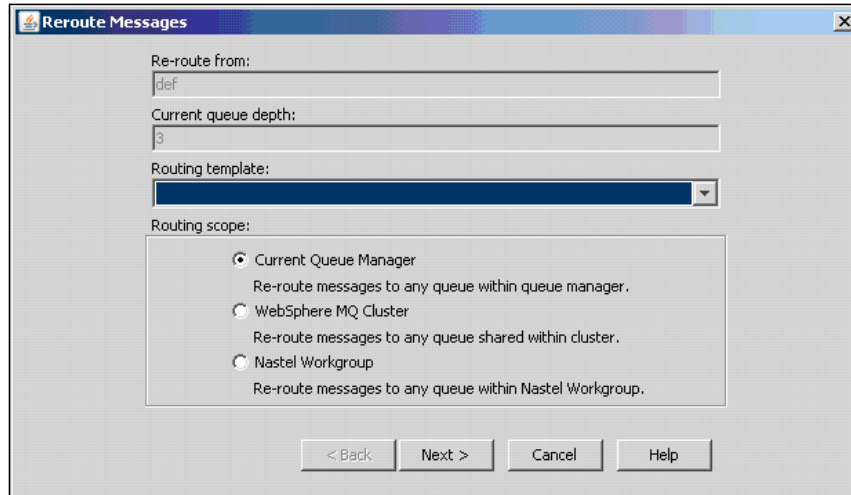 Reroute Messages
Re-route from:
def
Current queue depth:
3
Routing template:
Routing scope:
Current Queue Manager
Re-route messages to any queue within queue manager.
WebSphere MQ Cluster
Re-route messages to any queue shared within cluster.
Nastel Workgroup
Re-route messages to any queue within Nastel Workgroup.
< Back Next > Cancel Help